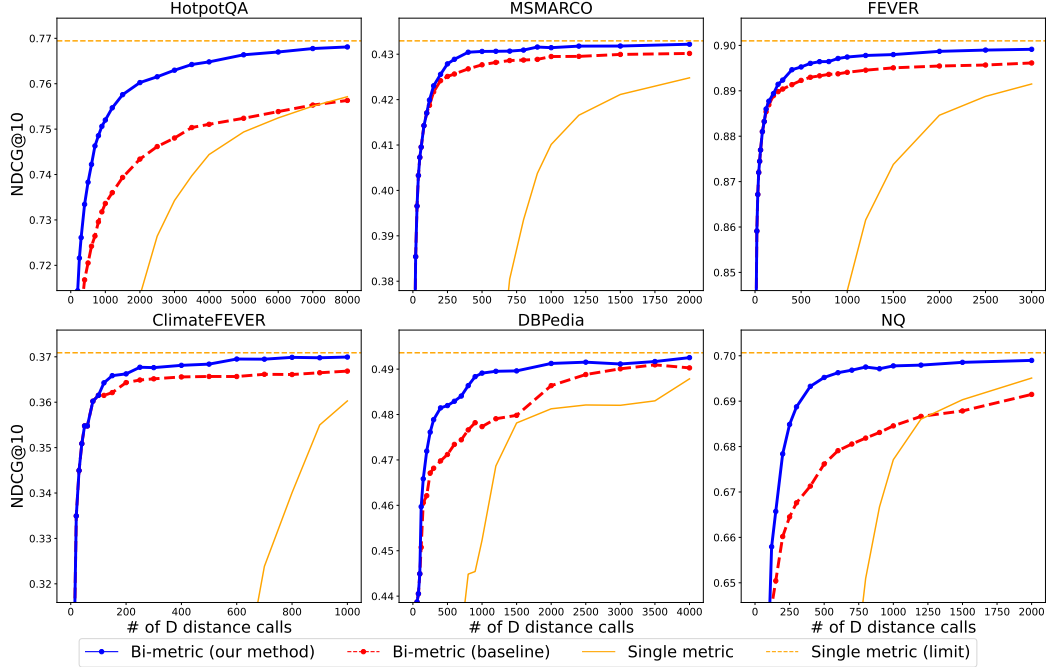 HotpotQA
MSMARCO
FEVER
NDCG@10
0.77
0.76
0.75
0.74
0.73
0.72
0 1000 2000 3000 4000 5000 6000 7000 8000
0.43
0.42
0.41
0.40
0.39
0.38
0 250 500 750 1000 1250 1500 1750 2000
0.90
0.89
0.88
0.87
0.86
0.85
0 500 1000 1500 2000 2500 3000
ClimateFEVER
DBPedia
NQ
NDCG@10
0.37
0.36
0.35
0.34
0.33
0.32
0 200 400 600 800 1000
# of D distance calls
0.49
0.48
0.47
0.46
0.45
0.44
0 500 1000 1500 2000 2500 3000 3500 4000
# of D distance calls
0.70
0.69
0.68
0.67
0.66
0.65
0 250 500 750 1000 1250 1500 1750 2000
# of D distance calls
Bi-metric (our method) Bi-metric (baseline) Single metric Single metric (limit)